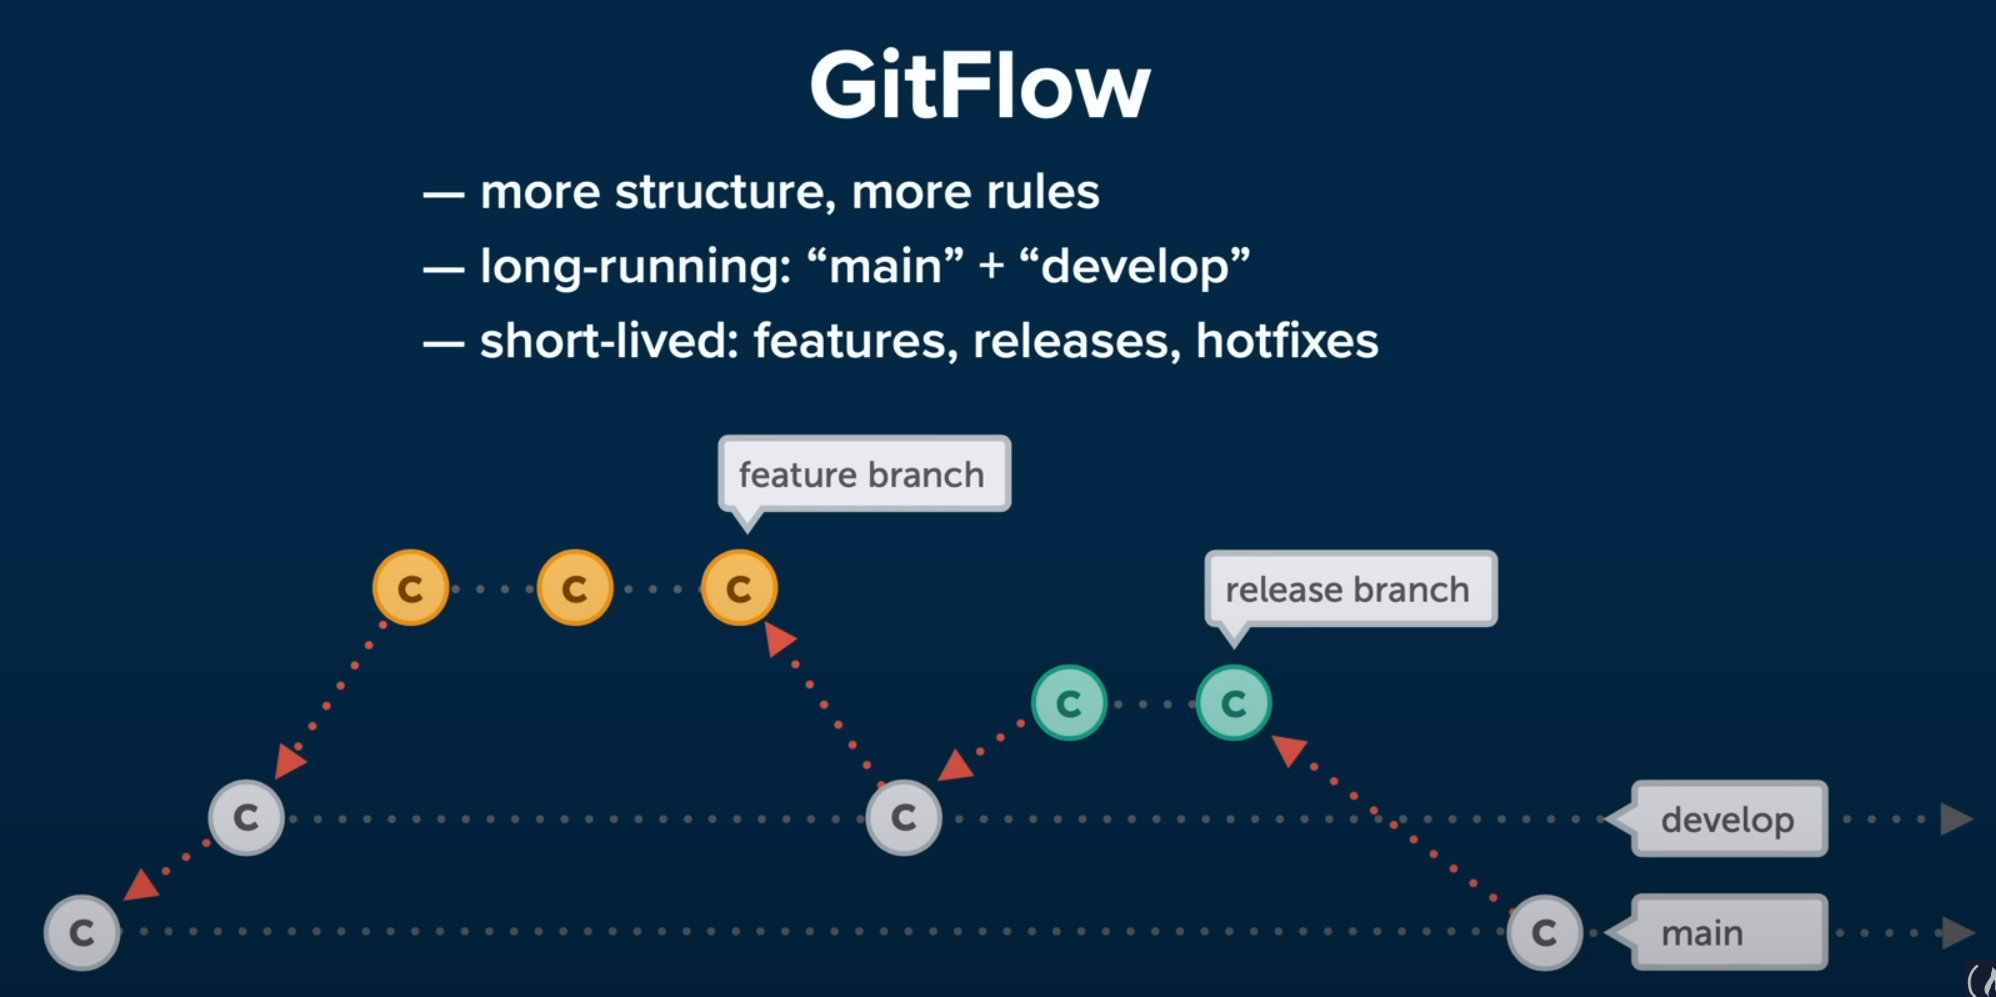 GitFlow
— more structure, more rules
— long-running: “main” + “develop”
— short-lived: features, releases, hotfixes
feature branch
C C C
release branch
C C
C C
develop
C C
main